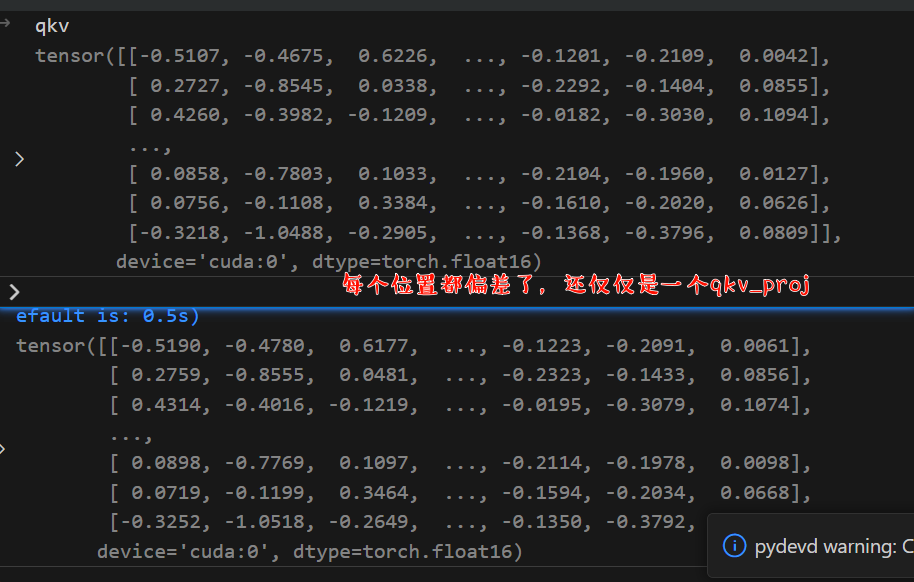 qkv
tensor([[-0.5107, -0.4675,  0.6226,  ..., -0.1201, -0.2109,  0.0042],
[ 0.2727, -0.8545,  0.0338,  ..., -0.2292, -0.1404,  0.0855],
[ 0.4260, -0.3982, -0.1209,  ..., -0.0182, -0.3030,  0.1094],
...,
[ 0.0858, -0.7803,  0.1033,  ..., -0.2104, -0.1960,  0.0127],
[ 0.0756, -0.1108,  0.3384,  ..., -0.1610, -0.2020,  0.0626],
[-0.3218, -1.0488, -0.2905,  ..., -0.1368, -0.3796,  0.0809]],
device='cuda:0', dtype=torch.float16)
每个位置都偏差了，还仅仅是一个qkv_proj
efault is: 0.5s)
tensor([[-0.5190, -0.4780,  0.6177,  ..., -0.1223, -0.2091,  0.0061],
[ 0.2759, -0.8555,  0.0481,  ..., -0.2323, -0.1433,  0.0856],
[ 0.4314, -0.4016, -0.1219,  ..., -0.0195, -0.3079,  0.1074],
...,
[ 0.0898, -0.7769,  0.1097,  ..., -0.2114, -0.1978,  0.0098],
[ 0.0719, -0.1199,  0.3464,  ..., -0.1594, -0.2034,  0.0668],
[-0.3252, -1.0518, -0.2649,  ..., -0.1350, -0.3792,
device='cuda:0', dtype=torch.float16)
pydevd warning: C